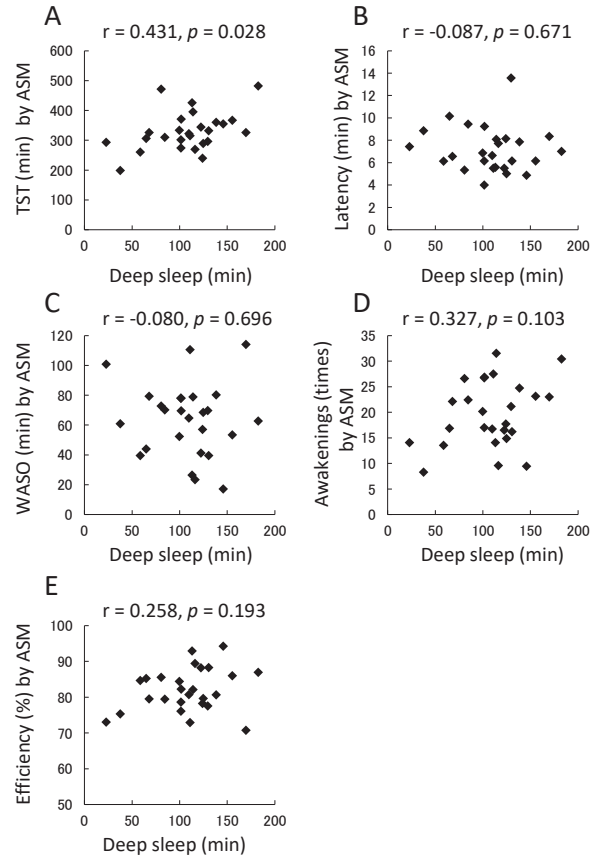 A
r = 0.431, p = 0.028
TST (min) by ASM
600
500
400
300
200
100
0
0 50 100 150 200
Deep sleep (min)
B
r = -0.087, p = 0.671
Latency (min) by ASM
16
14
12
10
8
6
4
2
0
0 50 100 150 200
Deep sleep (min)
C
r = -0.080, p = 0.696
WASO (min) by ASM
120
100
80
60
40
20
0
0 50 100 150 200
Deep sleep (min)
D
r = 0.327, p = 0.103
Awakenings (times)
by ASM
35
30
25
20
15
10
5
0
0 50 100 150 200
Deep sleep (min)
E
r = 0.258, p = 0.193
Efficiency (%) by ASM
100
90
80
70
60
50
0 50 100 150 200
Deep sleep (min)